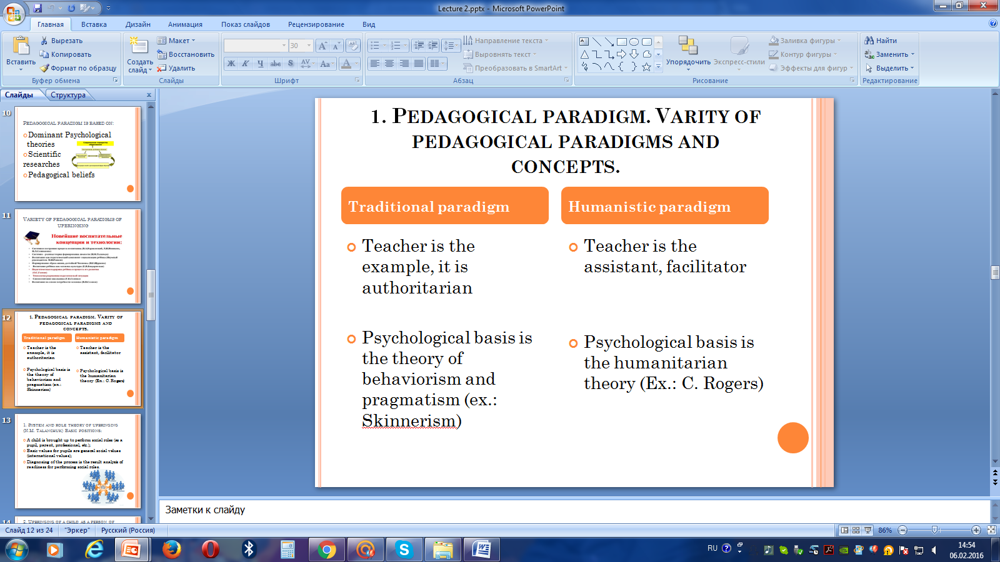 Lecture 2.pptx - Microsoft PowerPoint
Главная Вставка Дизайн Анимация Показ слайдов Рецензирование Вид
Вставить
Вырезать
Копировать
Формат по образцу
Буфер обмена
Создать слайд
Макет
Восстановить
Удалить
Слайды
30
Ж К Ч abc S AV Aa A
Шрифт
Направление текста
Выровнять текст
Преобразовать в SmartArt
Абзац
Упорядочить
Экспресс-стили
Заливка фигуры
Контур фигуры
Эффекты для фигур
Рисование
Найти
Заменить
Выделить
Редактирование
Слайды Структура
10
PEDAGOGICAL PARADIGM IS BASED ON:
Dominant Psychological
theories
Scientific
researches
Pedagogical beliefs
11
VARIETY OF PEDAGOGICAL PARADIGMS OF
UPBRINGING
Новейшие воспитательные
концепции и технологии:
12
1. PEDAGOGICAL PARADIGM. VARITY OF
PEDAGOGICAL PARADIGMS AND
CONCEPTS.
Traditional paradigm
Humanistic paradigm
Teacher is the
example, it is
authoritarian
Psychological basis is
the theory of
behaviorism and
pragmatism (ex.:
Skinnerism)
Teacher is the
assistant, facilitator
Psychological basis is
the humanitarian
theory (Ex.: C. Rogers)
13
1. SYSTEM AND ROLE THEORY OF UPBRINGING
(N.M. TALANCHUK) BASIC POSITIONS:
A child is brought up to perform social roles (as a
pupil, parent, professional, etc.);
Basic values for pupils are general social values
(international values);
Diagnosing of the process is the result analysis of
readiness for performing social roles.
14
2. UPBRINGING OF A CHILD AS A PERSON OF
1. PEDAGOGICAL PARADIGM. VARITY OF
PEDAGOGICAL PARADIGMS AND
CONCEPTS.
Traditional paradigm
Teacher is the
example, it is
authoritarian
Psychological basis is
the theory of
behaviorism and
pragmatism (ex.:
Skinnerism)
Humanistic paradigm
Teacher is the
assistant, facilitator
Psychological basis is
the humanitarian
theory (Ex.: C. Rogers)
Заметки к слайду
Слайд 12 из 24 "Эркер" Русский (Россия) 86%
RU 14:54
06.02.2016